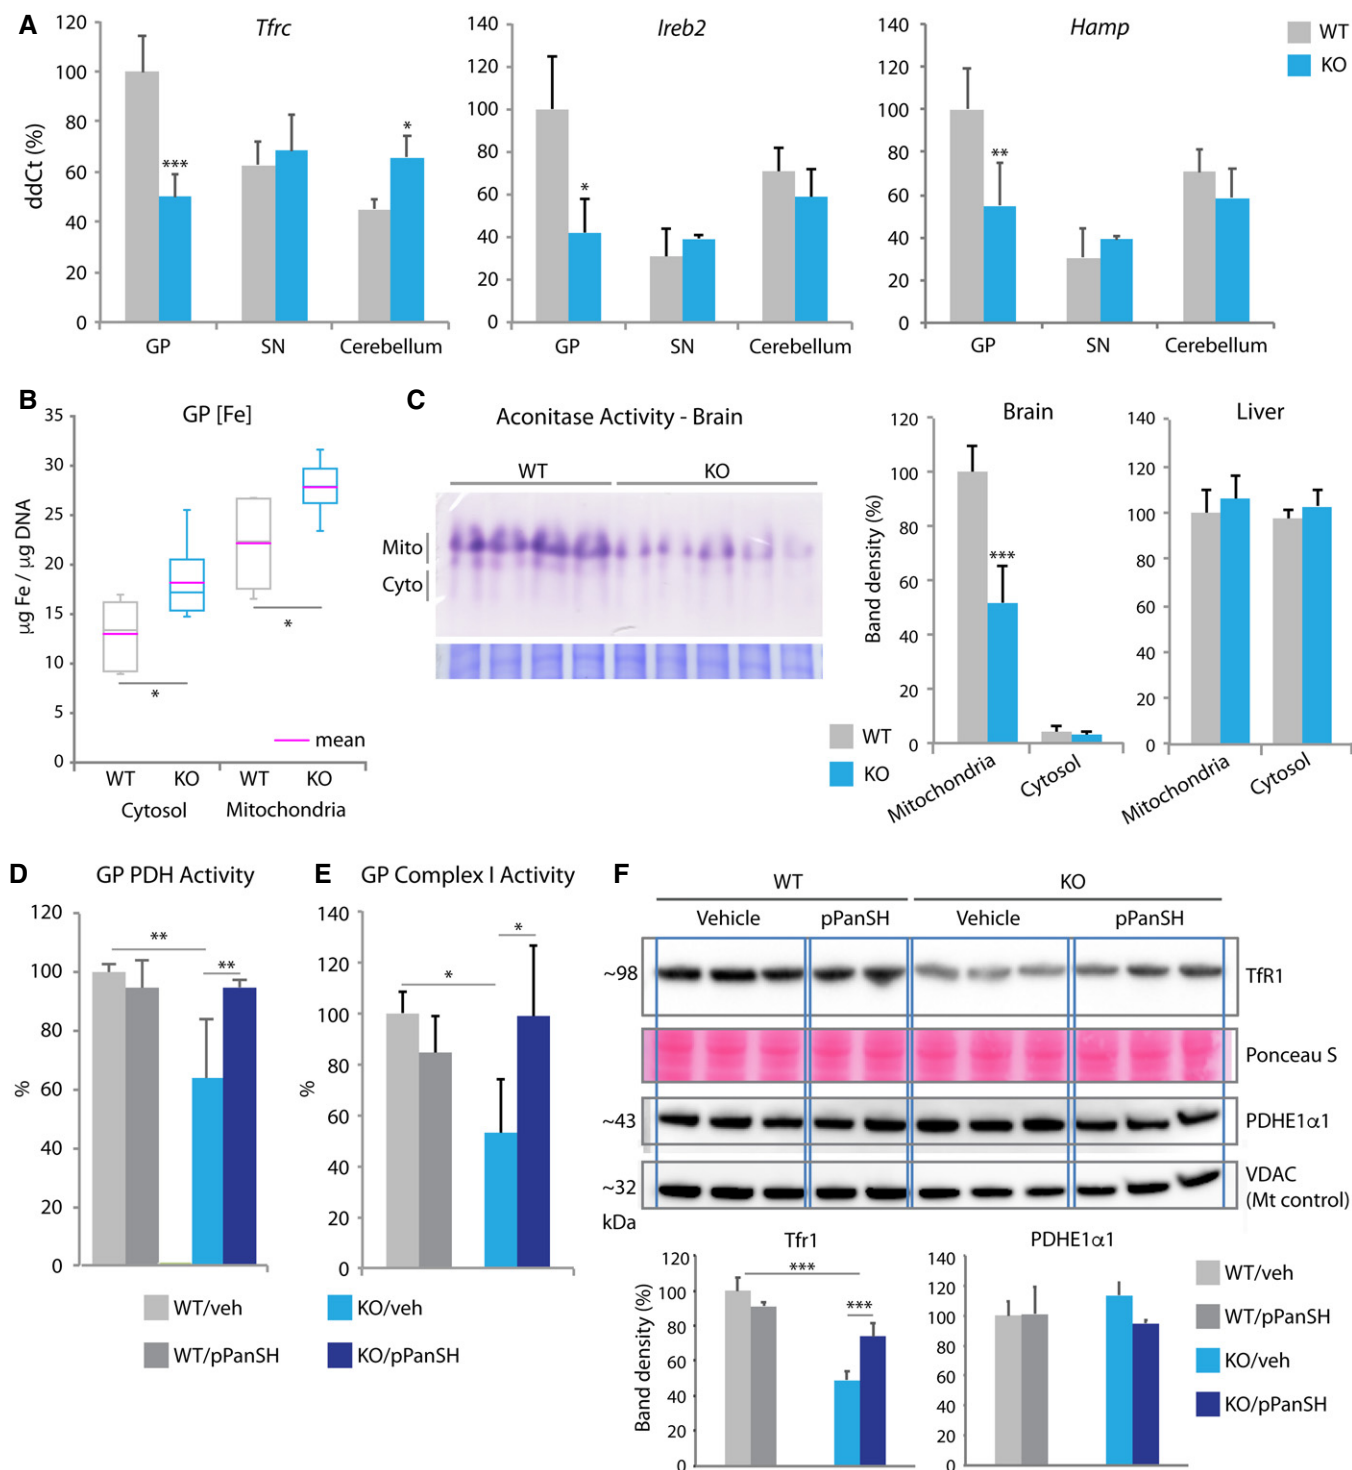 A
Tfrc
Ireb2
Hamp
WT
KO
ddCt (%)
120
100
80
60
40
20
0
GP
SN
Cerebellum
140
120
100
80
60
40
20
0
GP
SN
Cerebellum
140
120
100
80
60
40
20
0
GP
SN
Cerebellum
***
*
*
**
B
GP [Fe]
µg Fe / µg DNA
35
30
25
20
15
10
5
0
*
*
mean
WT
KO
WT
KO
Cytosol
Mitochondria
C
Aconitase Activity - Brain
WT
KO
Mito
Cyto
WT
KO
Brain
Band density (%)
120
100
80
60
40
20
0
***
Mitochondria
Cytosol
Liver
140
120
100
80
60
40
20
0
Mitochondria
Cytosol
D
GP PDH Activity
%
120
100
80
60
40
20
0
**
**
E
GP Complex I Activity
%
140
120
100
80
60
40
20
0
*
*
WT/veh
WT/pPanSH
KO/veh
KO/pPanSH
F
WT
KO
Vehicle
pPanSH
Vehicle
pPanSH
~98
TfR1
Ponceau S
~43
PDHE1α1
~32
VDAC
(Mt control)
kDa
Tfr1
Band density (%)
120
100
80
60
40
20
0
***
***
PDHE1α1
140
120
100
80
60
40
20
0
WT/veh
WT/pPanSH
KO/veh
KO/pPanSH